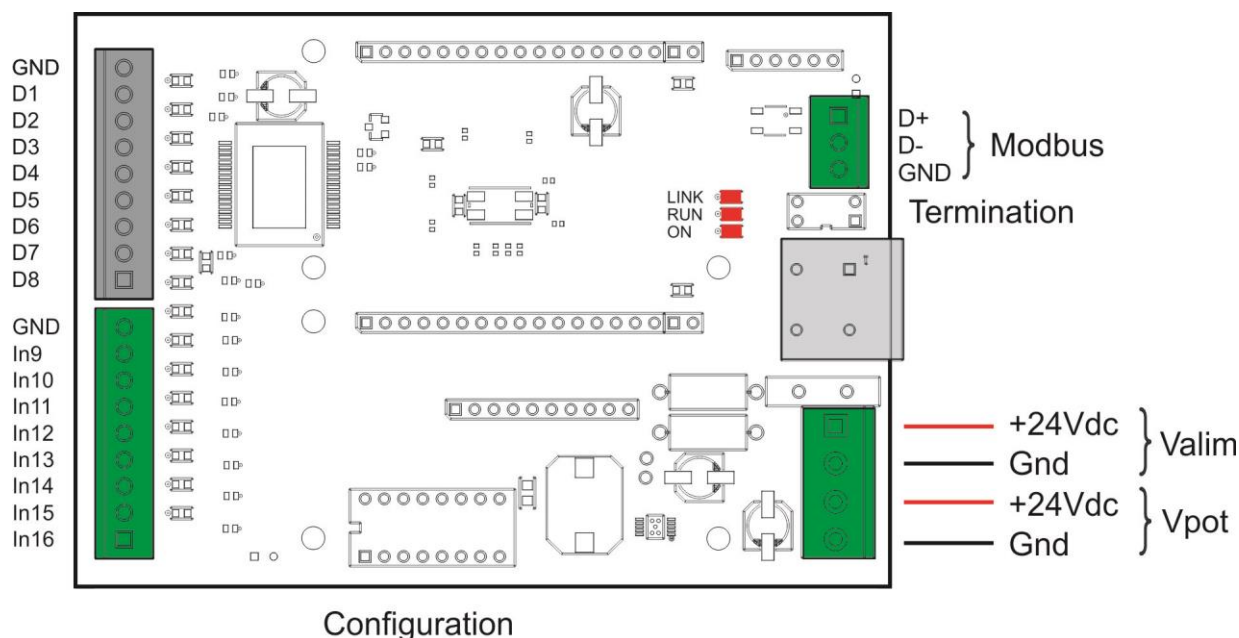 GND
D1
D2
D3
D4
D5
D6
D7
D8
GND
In9
In10
In11
In12
In13
In14
In15
In16
LINK
RUN
ON
D+
D-
GND
Modbus
Termination
+24Vdc
Gnd
Valim
+24Vdc
Gnd
Vpot
Configuration